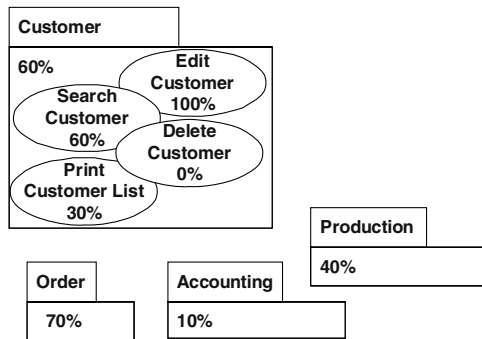 Customer
60%
Edit
Customer
100%
Search
Customer
60%
Delete
Customer
0%
Print
Customer List
30%
Production
40%
Order
70%
Accounting
10%